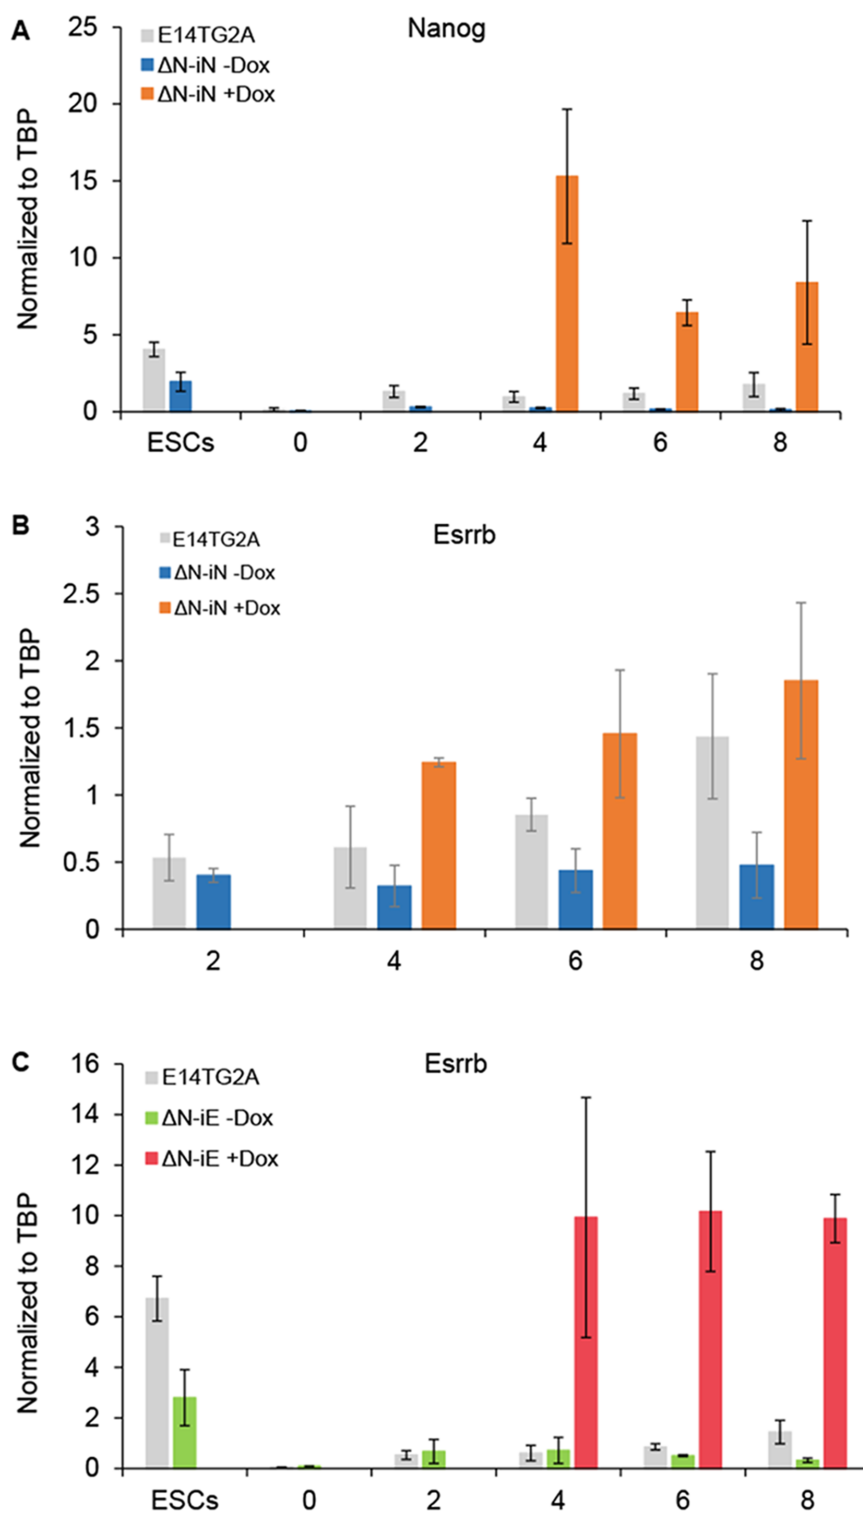 A
Nanog
E14TG2A
ΔN-iN -Dox
ΔN-iN +Dox
Normalized to TBP
25
20
15
10
5
0
ESCs 0 2 4 6 8
B
Esrrb
E14TG2A
ΔN-iN -Dox
ΔN-iN +Dox
Normalized to TBP
3
2.5
2
1.5
1
0.5
0
2 4 6 8
C
Esrrb
E14TG2A
ΔN-iE -Dox
ΔN-iE +Dox
Normalized to TBP
16
14
12
10
8
6
4
2
0
ESCs 0 2 4 6 8